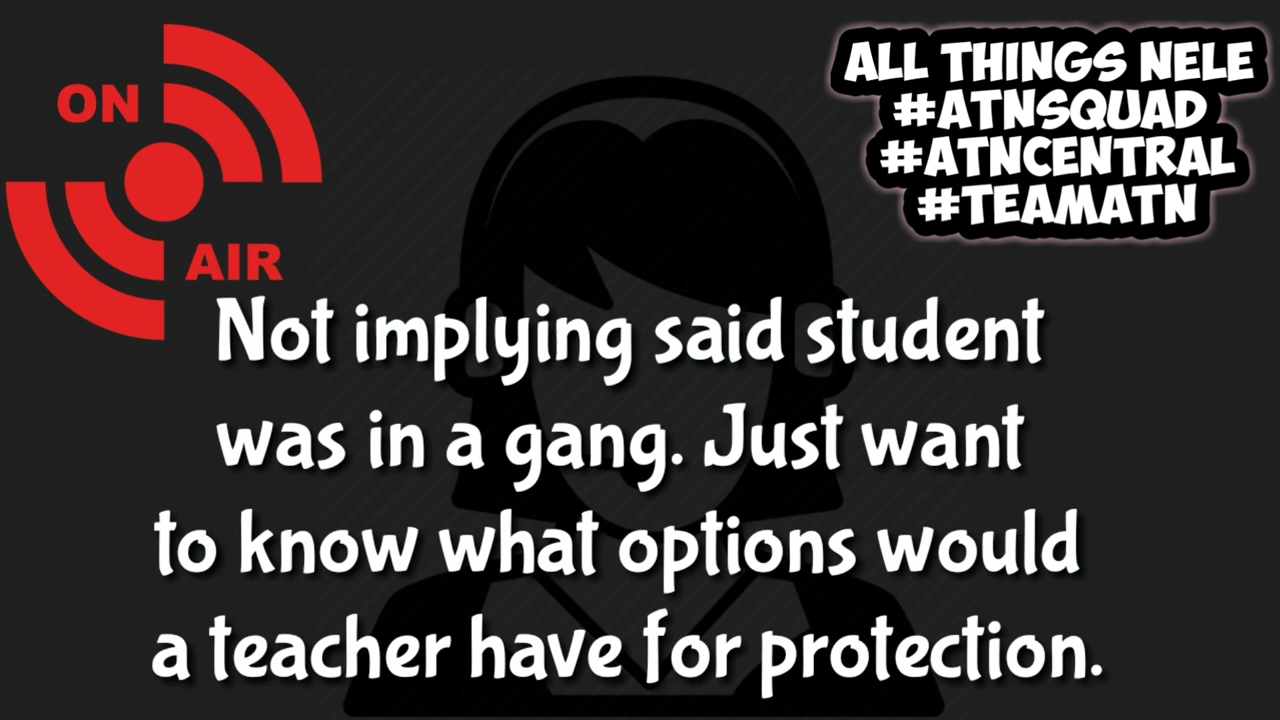 ON
AIR
ALL THINGS NELE
#ATNSQUAD
#ATNCENTRAL
#TEAMATN
Not implying said student
was in a gang. Just want
to know what options would
a teacher have for protection.